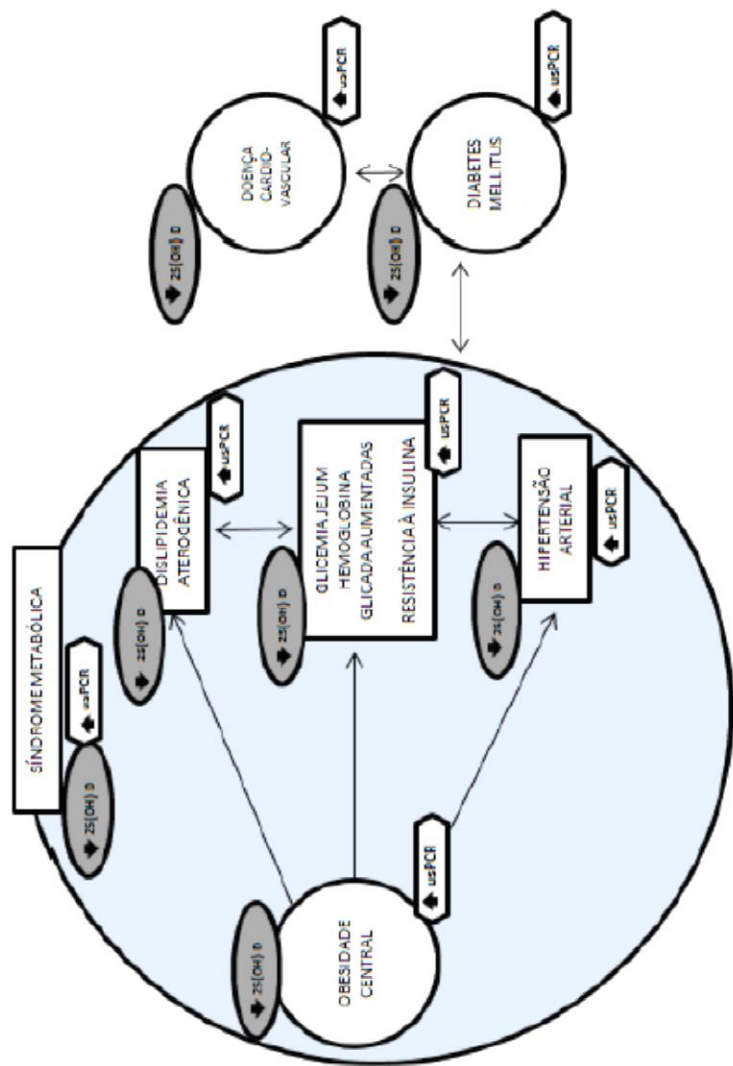 SÍNDROME METABÓLICA
⬇ 25(OH) D
⬆ usPCR
⬇ 25(OH) D
OBESIDADE
CENTRAL
⬆ usPCR
⬇ 25(OH) D
DISLIPIDEMIA
ATEROGÊNICA
⬆ usPCR
⬇ 25(OH) D
GLICEMIA JEJUM
HEMOGLOBINA
GLICADA AUMENTADAS
RESISTÊNCIA À INSULINA
⬆ usPCR
⬇ 25(OH) D
HIPERTENSÃO
ARTERIAL
⬆ usPCR
⬇ 25(OH) D
DOENÇA
CARDIO-
VASCULAR
⬆ usPCR
⬇ 25(OH) D
DIABETES
MELLITUS
⬆ usPCR